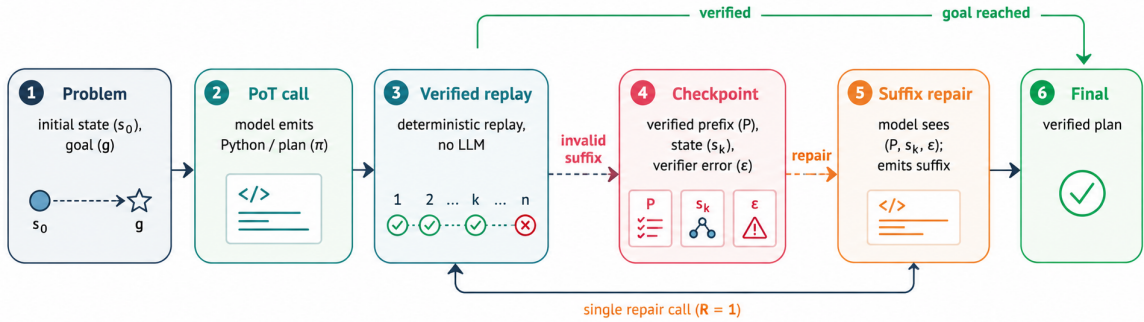 verified
goal reached
1 Problem
initial state (s₀),
goal (g)
s₀
g
2 PoT call
model emits
Python / plan (π)
</>
3 Verified replay
deterministic replay,
no LLM
1 2 ... k ... n
invalid
suffix
4 Checkpoint
verified prefix (P),
state (sₖ),
verifier error (ε)
P
sₖ
ε
repair
5 Suffix repair
model sees
(P, sₖ, ε);
emits suffix
</>
6 Final
verified plan
single repair call (R = 1)